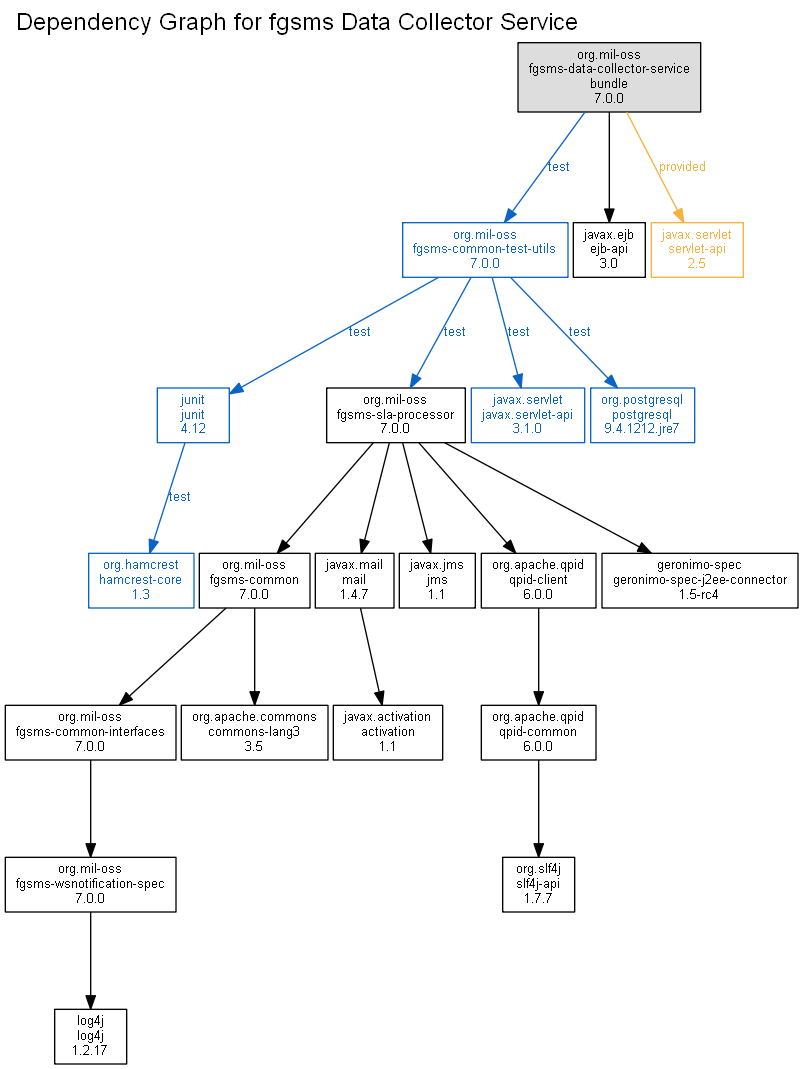 Dependency Graph for fgsms Data Collector Service
org.mil-oss
fgsms-data-collector-service
bundle
7.0.0
test
provided
org.mil-oss
fgsms-common-test-utils
7.0.0
javax.ejb
ejb-api
3.0
javax.servlet
servlet-api
2.5
test
test
test
test
junit
junit
4.12
org.mil-oss
fgsms-sla-processor
7.0.0
javax.servlet
javax.servlet-api
3.1.0
org.postgresql
postgresql
9.4.1212.jre7
test
org.hamcrest
hamcrest-core
1.3
org.mil-oss
fgsms-common
7.0.0
javax.mail
mail
1.4.7
javax.jms
jms
1.1
org.apache.qpid
qpid-client
6.0.0
geronimo-spec
geronimo-spec-j2ee-connector
1.5-rc4
org.mil-oss
fgsms-common-interfaces
7.0.0
org.apache.commons
commons-lang3
3.5
javax.activation
activation
1.1
org.apache.qpid
qpid-common
6.0.0
org.mil-oss
fgsms-wsnotification-spec
7.0.0
org.slf4j
slf4j-api
1.7.7
log4j
log4j
1.2.17